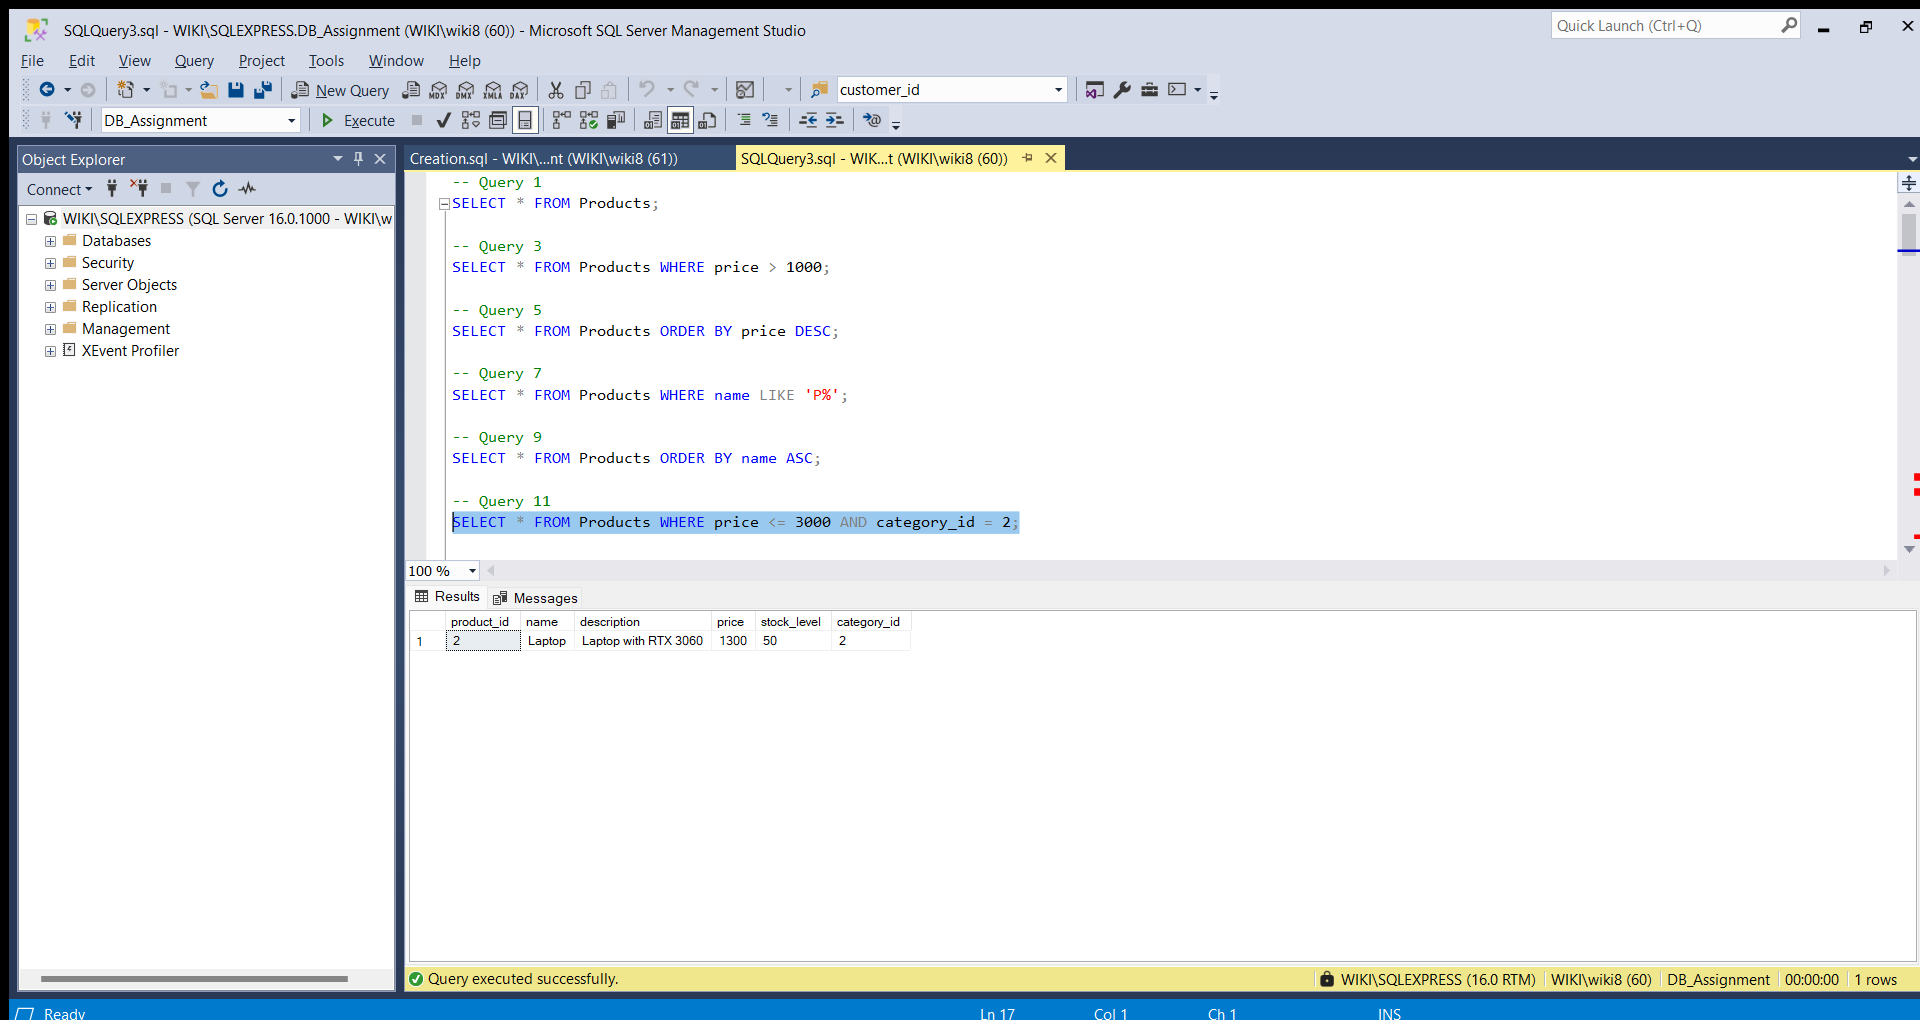 SQLQuery3.sql - WIKI\SQLEXPRESS.DB_Assignment (WIKI\wiki8 (60)) - Microsoft SQL Server Management Studio
Quick Launch (Ctrl+Q)
File Edit View Query Project Tools Window Help
New Query
MDX DMX XMLA DAX
customer_id
DB_Assignment
Execute
Object Explorer
Connect
WIKI\SQLEXPRESS (SQL Server 16.0.1000 - WIKI\w
Databases
Security
Server Objects
Replication
Management
XEvent Profiler
Creation.sql - WIKI\...nt (WIKI\wiki8 (61))
SQLQuery3.sql - WIK...t (WIKI\wiki8 (60))
-- Query 1
SELECT * FROM Products;
-- Query 3
SELECT * FROM Products WHERE price > 1000;
-- Query 5
SELECT * FROM Products ORDER BY price DESC;
-- Query 7
SELECT * FROM Products WHERE name LIKE 'P%';
-- Query 9
SELECT * FROM Products ORDER BY name ASC;
-- Query 11
SELECT * FROM Products WHERE price <= 3000 AND category_id = 2;
100 %
Results Messages
product_id name description price stock_level category_id
1 2 Laptop Laptop with RTX 3060 1300 50 2
Query executed successfully.
WIKI\SQLEXPRESS (16.0 RTM) WIKI\wiki8 (60) DB_Assignment 00:00:00 1 rows
Ready Ln 17 Col 1 Ch 1 INS